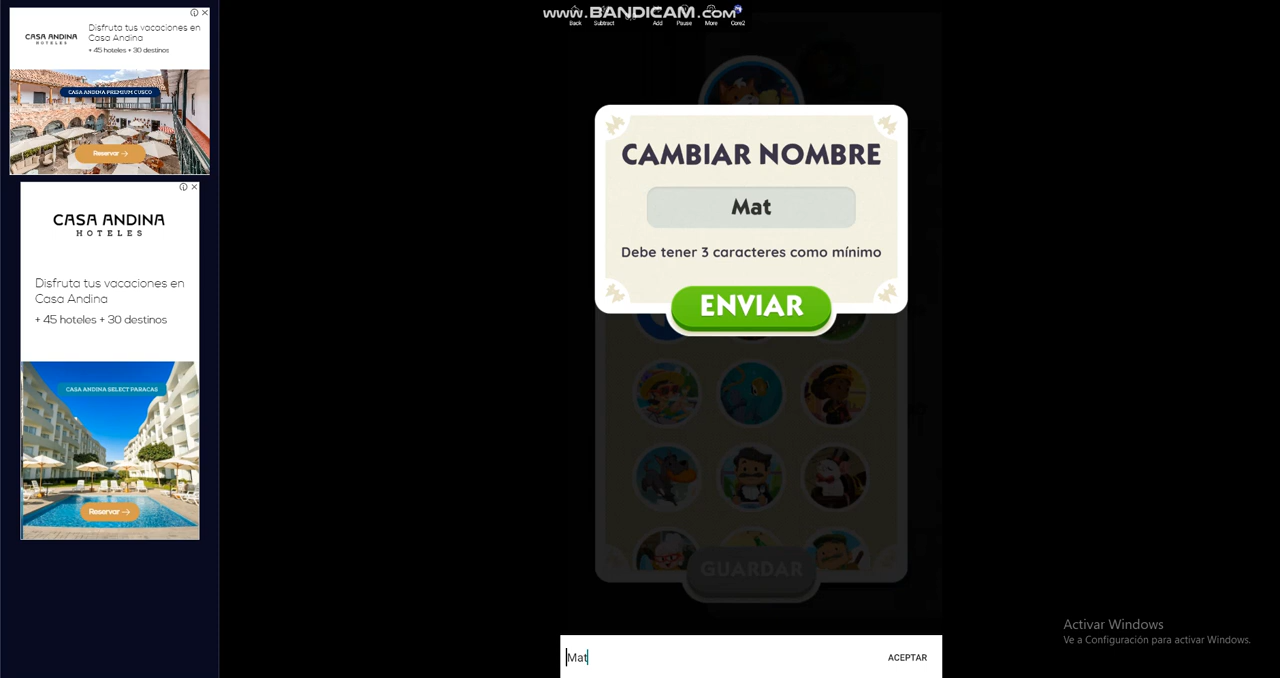 CASA ANDINA
HOTELES
Disfruta tus vacaciones en
Casa Andina
+ 45 hoteles + 30 destinos
CASA ANDINA PREMIUM CUSCO
Reservar →
CASA ANDINA
HOTELES
Disfruta tus vacaciones en
Casa Andina
+ 45 hoteles + 30 destinos
CASA ANDINA SELECT PARACAS
Reservar →
WWW.BANDICAM.COM
Back
Subtract
Add
Pause
More
Core2
CAMBIAR NOMBRE
Mat
Debe tener 3 caracteres como mínimo
ENVIAR
GUARDAR
Mat
ACEPTAR
Activar Windows
Ve a Configuración para activar Windows.